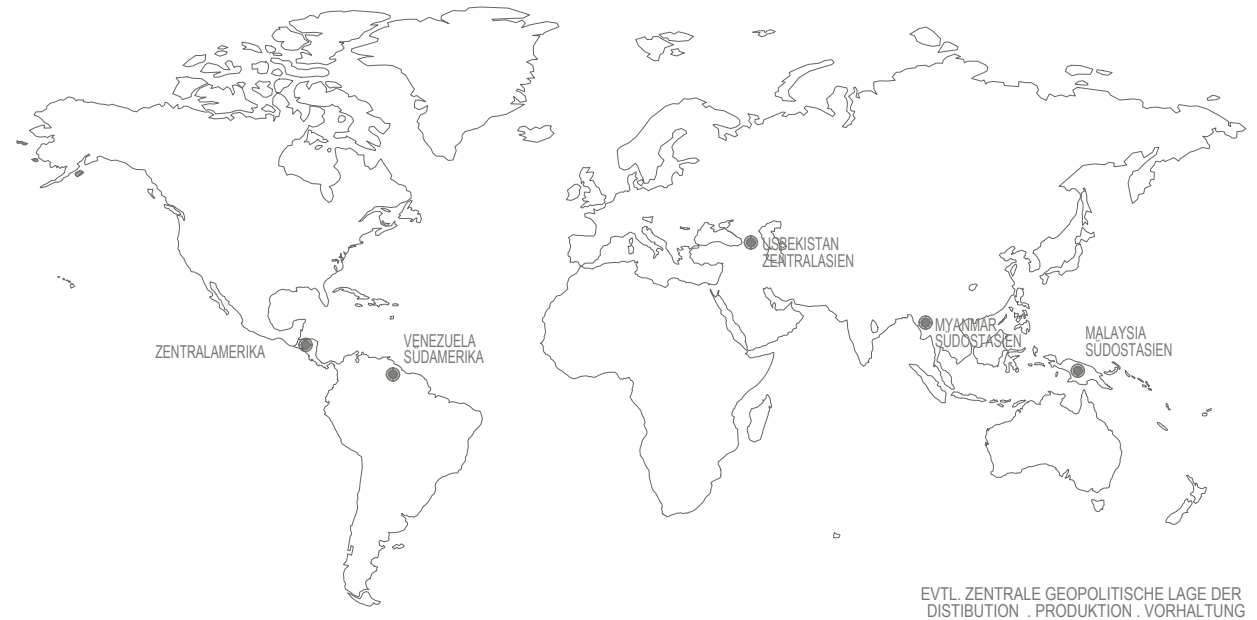 USBEKISTAN
ZENTRALASIEN
ZENTRALAMERIKA
VENEZUELA
SÜDAMERIKA
MYANMAR
SÜDOSTASIEN
MALAYSIA
SÜDOSTASIEN
EVTL. ZENTRALE GEOPOLITISCHE LAGE DER
DISTIBUTION . PRODUKTION . VORHALTUNG